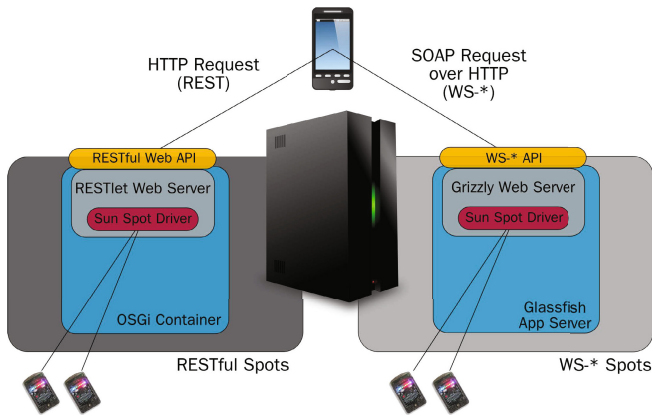 HTTP Request
(REST)
SOAP Request
over HTTP
(WS-*)
RESTful Web API
RESTlet Web Server
Sun Spot Driver
OSGi Container
RESTful Spots
WS-* API
Grizzly Web Server
Sun Spot Driver
Glassfish
App Server
WS-* Spots